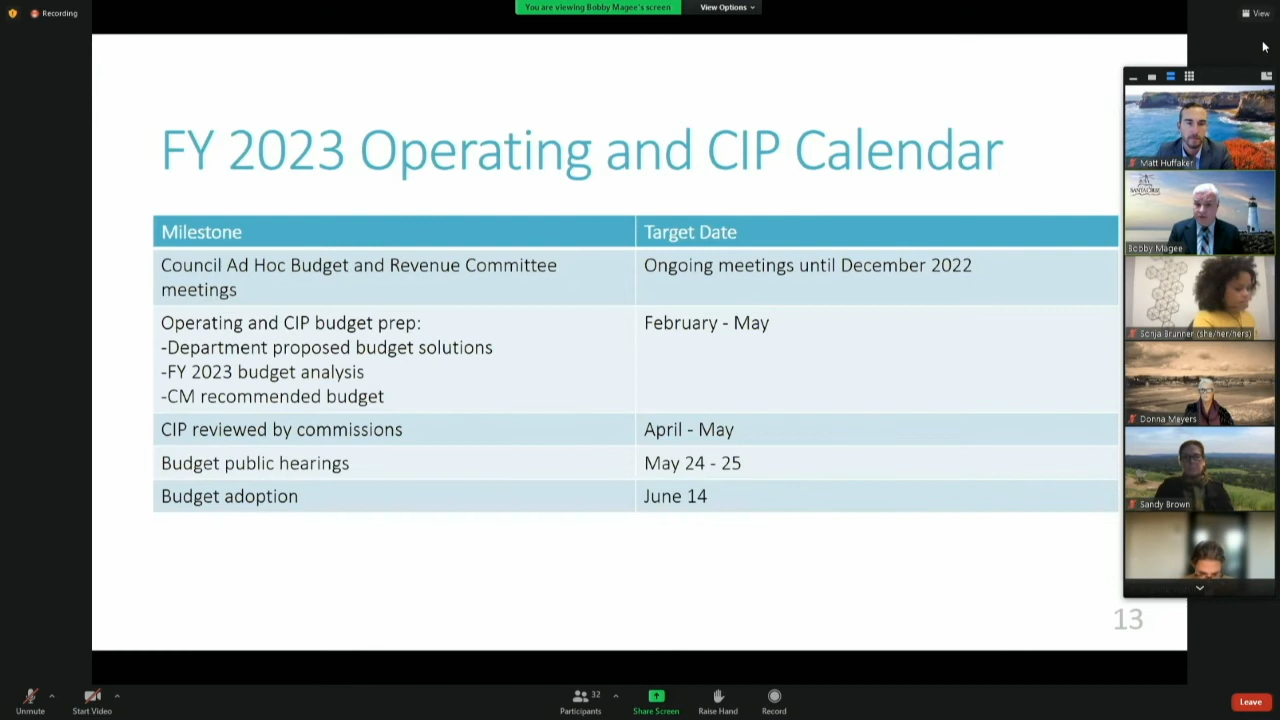 Recording
You are viewing Bobby Magee's screen
View Options
View
FY 2023 Operating and CIP Calendar
Milestone
Target Date
Council Ad Hoc Budget and Revenue Committee
meetings
Ongoing meetings until December 2022
Operating and CIP budget prep:
-Department proposed budget solutions
-FY 2023 budget analysis
-CM recommended budget
February - May
CIP reviewed by commissions
April - May
Budget public hearings
May 24 - 25
Budget adoption
June 14
13
Matt Huffaker
SANTA CRUZ
Bobby Magee
Sonja Brunner (she/her/hers)
Donna Meyers
Sandy Brown
Unmute
Start Video
32
Participants
Share Screen
Raise Hand
Record
Leave